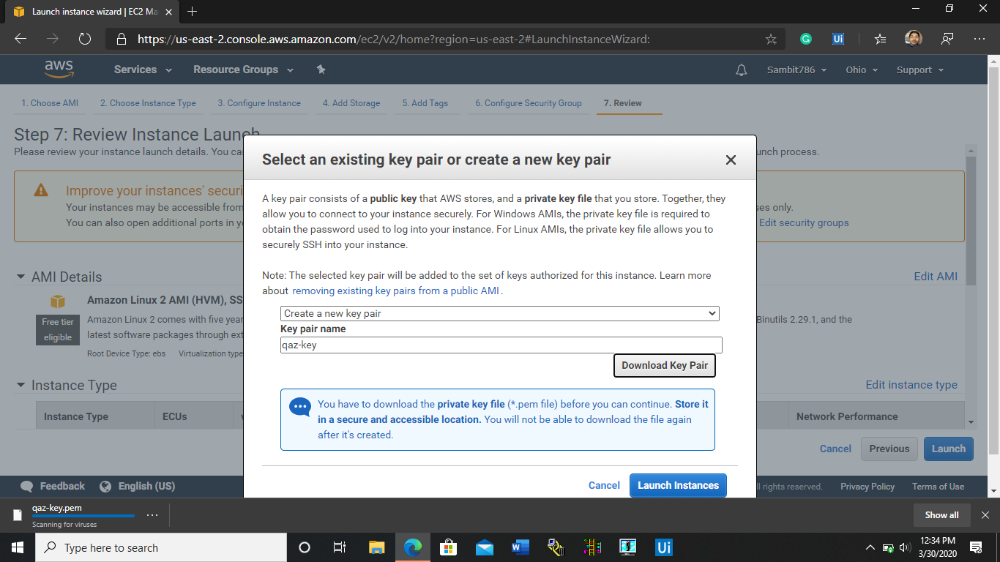 Launch instance wizard | EC2 Ma
https://us-east-2.console.aws.amazon.com/ec2/v2/home?region=us-east-2#LaunchInstanceWizard:
aws Services Resource Groups Sambit786 Ohio Support
1. Choose AMI 2. Choose Instance Type 3. Configure Instance 4. Add Storage 5. Add Tags 6. Configure Security Group 7. Review
Step 7: Review Instance Launch
Please review your instance launch details. You ca unch process.
Select an existing key pair or create a new key pair
Improve your instances' securi
Your instances may be accessible from ses only.
You can also open additional ports in ye Edit security groups
A key pair consists of a public key that AWS stores, and a private key file that you store. Together, they
allow you to connect to your instance securely. For Windows AMIs, the private key file is required to
obtain the password used to log into your instance. For Linux AMIs, the private key file allows you to
securely SSH into your instance.
Note: The selected key pair will be added to the set of keys authorized for this instance. Learn more
about removing existing key pairs from a public AMI.
AMI Details Edit AMI
Amazon Linux 2 AMI (HVM), SS
Free tier
eligible
Amazon Linux 2 comes with five year Binutils 2.29.1, and the
latest software packages through ext
Root Device Type: ebs Virtualization type
Create a new key pair
Key pair name
qaz-key
Download Key Pair
You have to download the private key file (*.pem file) before you can continue. Store it
in a secure and accessible location. You will not be able to download the file again
after it's created.
Instance Type Edit instance type
Instance Type ECUs v Network Performance
Cancel Previous Launch
Cancel Launch Instances
Feedback English (US) ll rights reserved. Privacy Policy Terms of Use
qaz-key.pem
Scanning for viruses
Show all
Type here to search
Ui
12:34 PM
3/30/2020